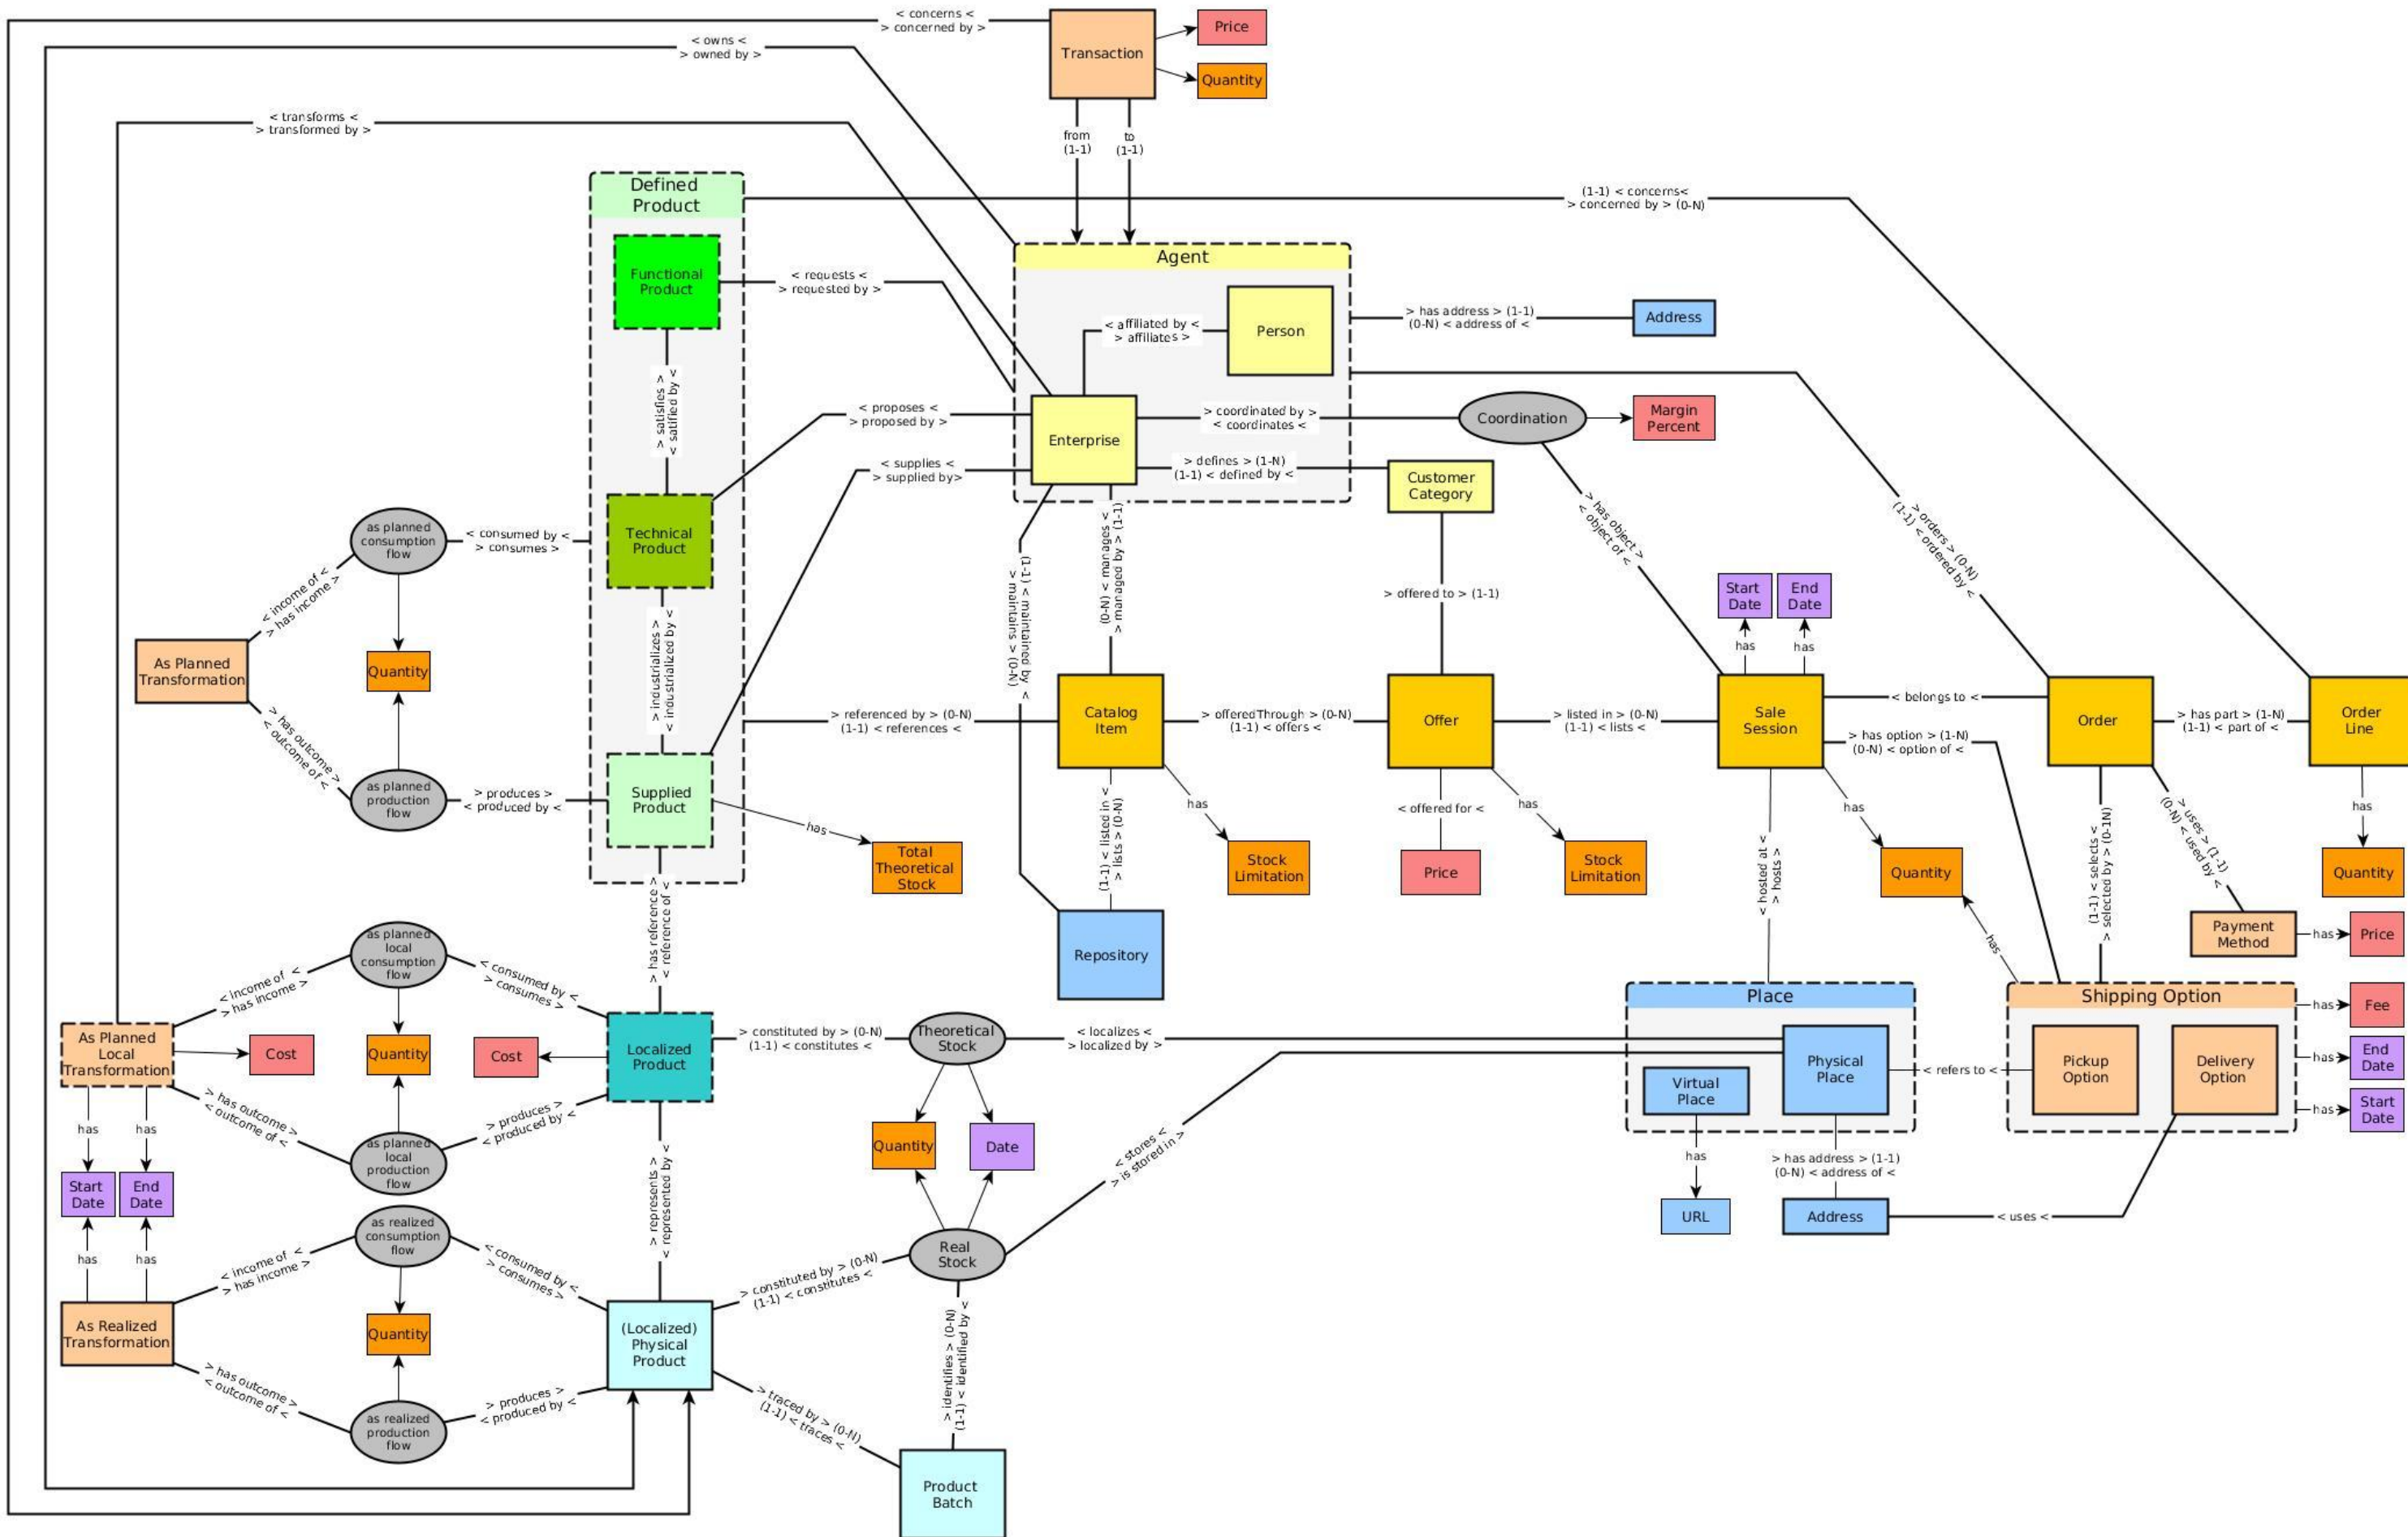 < concerns <
> concerned by >
Transaction
Price
Quantity
< owns <
> owned by >
< transforms <
> transformed by >
from
(1-1)
to
(1-1)
Defined
Product
(1-1) < concerns<
> concerned by > (0-N)
Agent
Functional
Product
< requests <
> requested by >
Person
< affiliated by <
> affiliates >
> has address > (1-1)
(0-N) < address of <
Address
> satisfies >
< satified by <
< proposes <
> proposed by >
Enterprise
> coordinated by >
< coordinates <
Coordination
Margin
Percent
< supplies <
> supplied by>
> defines > (1-N)
(1-1) < defined by <
Customer
Category
as planned
consumption
flow
< consumed by <
> consumes >
Technical
Product
> has object >
< object of <
> orders > (0-N)
(1-1) < ordered by <
(0-N) < manages <
> managed by > (1-1)
(1-1) < maintained by <
> maintains > (0-N)
> offered to > (1-1)
Start
Date
End
Date
has
has
< income of <
> has income >
As Planned
Transformation
Quantity
> industrializes >
< industrialized by <
> has outcome >
< outcome of <
> referenced by > (0-N)
(1-1) < references <
Catalog
Item
> offeredThrough > (0-N)
(1-1) < offers <
Offer
> listed in > (0-N)
(1-1) < lists <
Sale
Session
< belongs to <
> has option > (1-N)
(0-N) < option of <
Order
> has part > (1-N)
(1-1) < part of <
Order
Line
as planned
production
flow
> produces >
< produced by <
Supplied
Product
has
Total
Theoretical
Stock
(1-1) < listed in <
> lists > (0-N)
has
Stock
Limitation
< offered for <
Price
has
Stock
Limitation
< hosted at <
> hosts >
has
Quantity
(1-1) < selects <
> selected by > (0-1N)
> uses > (1-1)
(0-N) < used by <
has
Quantity
> has reference >
< reference of <
Repository
has
Payment
Method
has
Price
as planned
local
consumption
flow
< income of <
> has income >
< consumed by <
> consumes >
Place
Shipping Option
has
Fee
As Planned
Local
Transformation
Cost
Quantity
Cost
Localized
Product
> constituted by > (0-N)
(1-1) < constitutes <
Theoretical
Stock
< localizes <
> localized by >
Physical
Place
Virtual
Place
< refers to <
Pickup
Option
Delivery
Option
has
End
Date
has
Start
Date
has
has
> has outcome >
< outcome of <
as planned
local
production
flow
> produces >
< produced by <
Quantity
Date
< stores <
> is stored in >
has
URL
> has address > (1-1)
(0-N) < address of <
Address
< uses <
Start
Date
End
Date
> represents >
< represented by <
has
has
as realized
consumption
flow
< income of <
> has income >
< consumed by <
> consumes >
Real
Stock
> constituted by > (0-N)
(1-1) < constitutes <
As Realized
Transformation
Quantity
(Localized)
Physical
Product
> identifies > (0-N)
(1-1) < identified by <
> has outcome >
< outcome of <
as realized
production
flow
> produces >
< produced by <
> traced by > (0-N)
(1-1) < traces <
Product
Batch